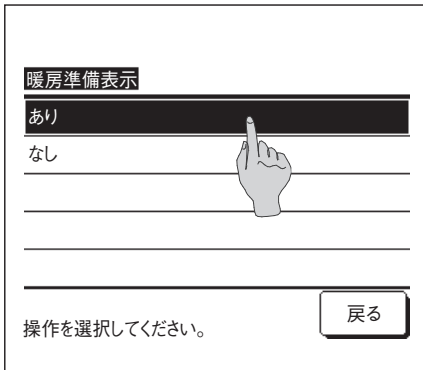 暖房準備表示
あり
なし
操作を選択してください。
戻る